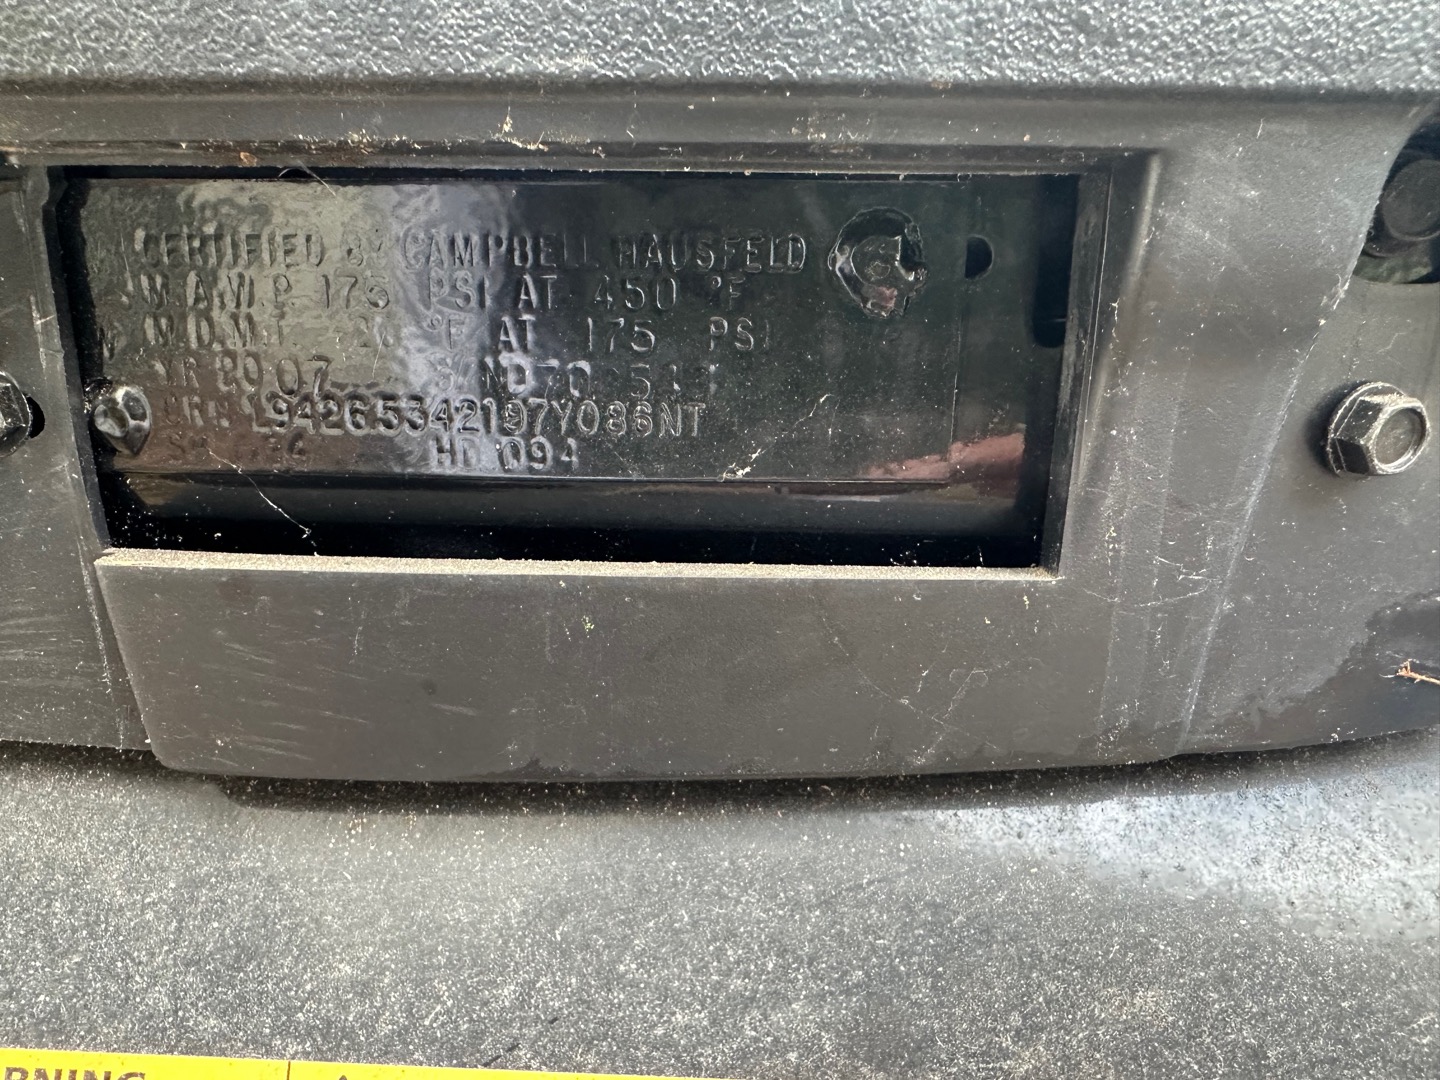 CERTIFIED BY CAMPBELL HAUSFELD
M.A.W.P. 175 PSI AT 450 °F
M.D.M.T. °F AT 175 PSI
YR 2007
CRN L9426.5342197Y086NT
HD .094